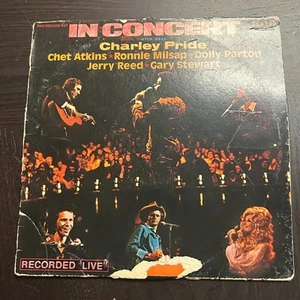 IN CONCERT
Charley Pride
Chet Atkins • Ronnie Milsap • Dolly Parton
Jerry Reed • Gary Stewart
RECORDED "LIVE"